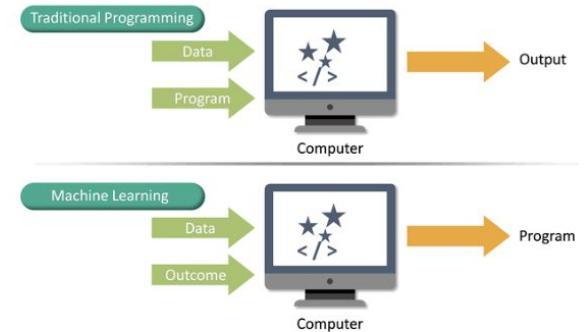 Traditional Programming
Data
Program
</>
Computer
Output
Machine Learning
Data
Outcome
</>
Computer
Program